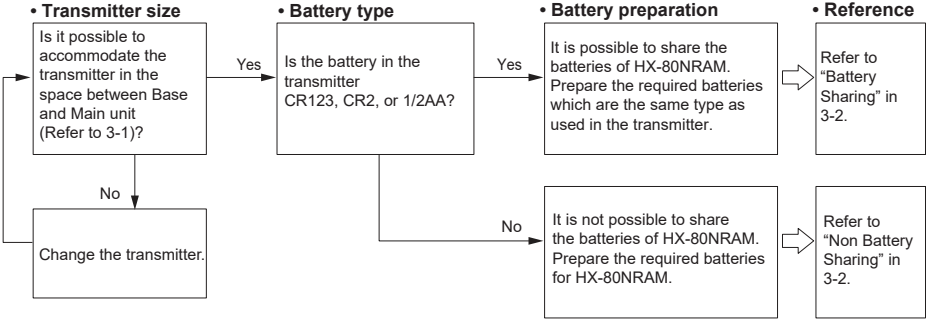 • Transmitter size
Is it possible to
accommodate the
transmitter in the
space between Base
and Main unit
(Refer to 3-1)?
Yes
No
Change the transmitter.
• Battery type
Is the battery in the
transmitter
CR123, CR2, or 1/2AA?
Yes
No
• Battery preparation
It is possible to share the
batteries of HX-80NRAM.
Prepare the required batteries
which are the same type as
used in the transmitter.
It is not possible to share
the batteries of HX-80NRAM.
Prepare the required batteries
for HX-80NRAM.
• Reference
Refer to
“Battery
Sharing” in
3-2.
Refer to
“Non Battery
Sharing” in
3-2.